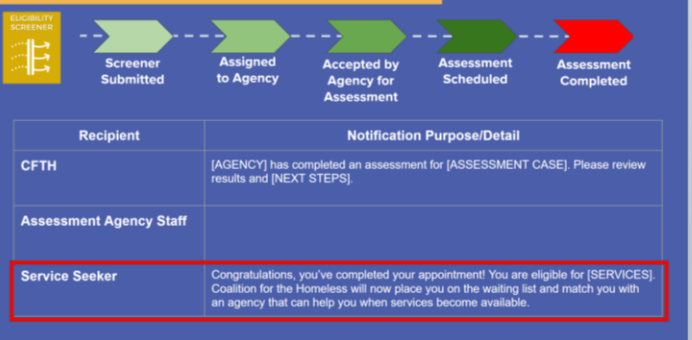 ELIGIBILITY
SCREENER
Screener
Submitted
Assigned
to Agency
Accepted by
Agency for
Assessment
Assessment
Scheduled
Assessment
Completed
Recipient
Notification Purpose/Detail
CFTH
[AGENCY] has completed an assessment for [ASSESSMENT CASE]. Please review
results and [NEXT STEPS].
Assessment Agency Staff
Service Seeker
Congratulations, you've completed your appointment! You are eligible for [SERVICES].
Coalition for the Homeless will now place you on the waiting list and match you with
an agency that can help you when services become available.